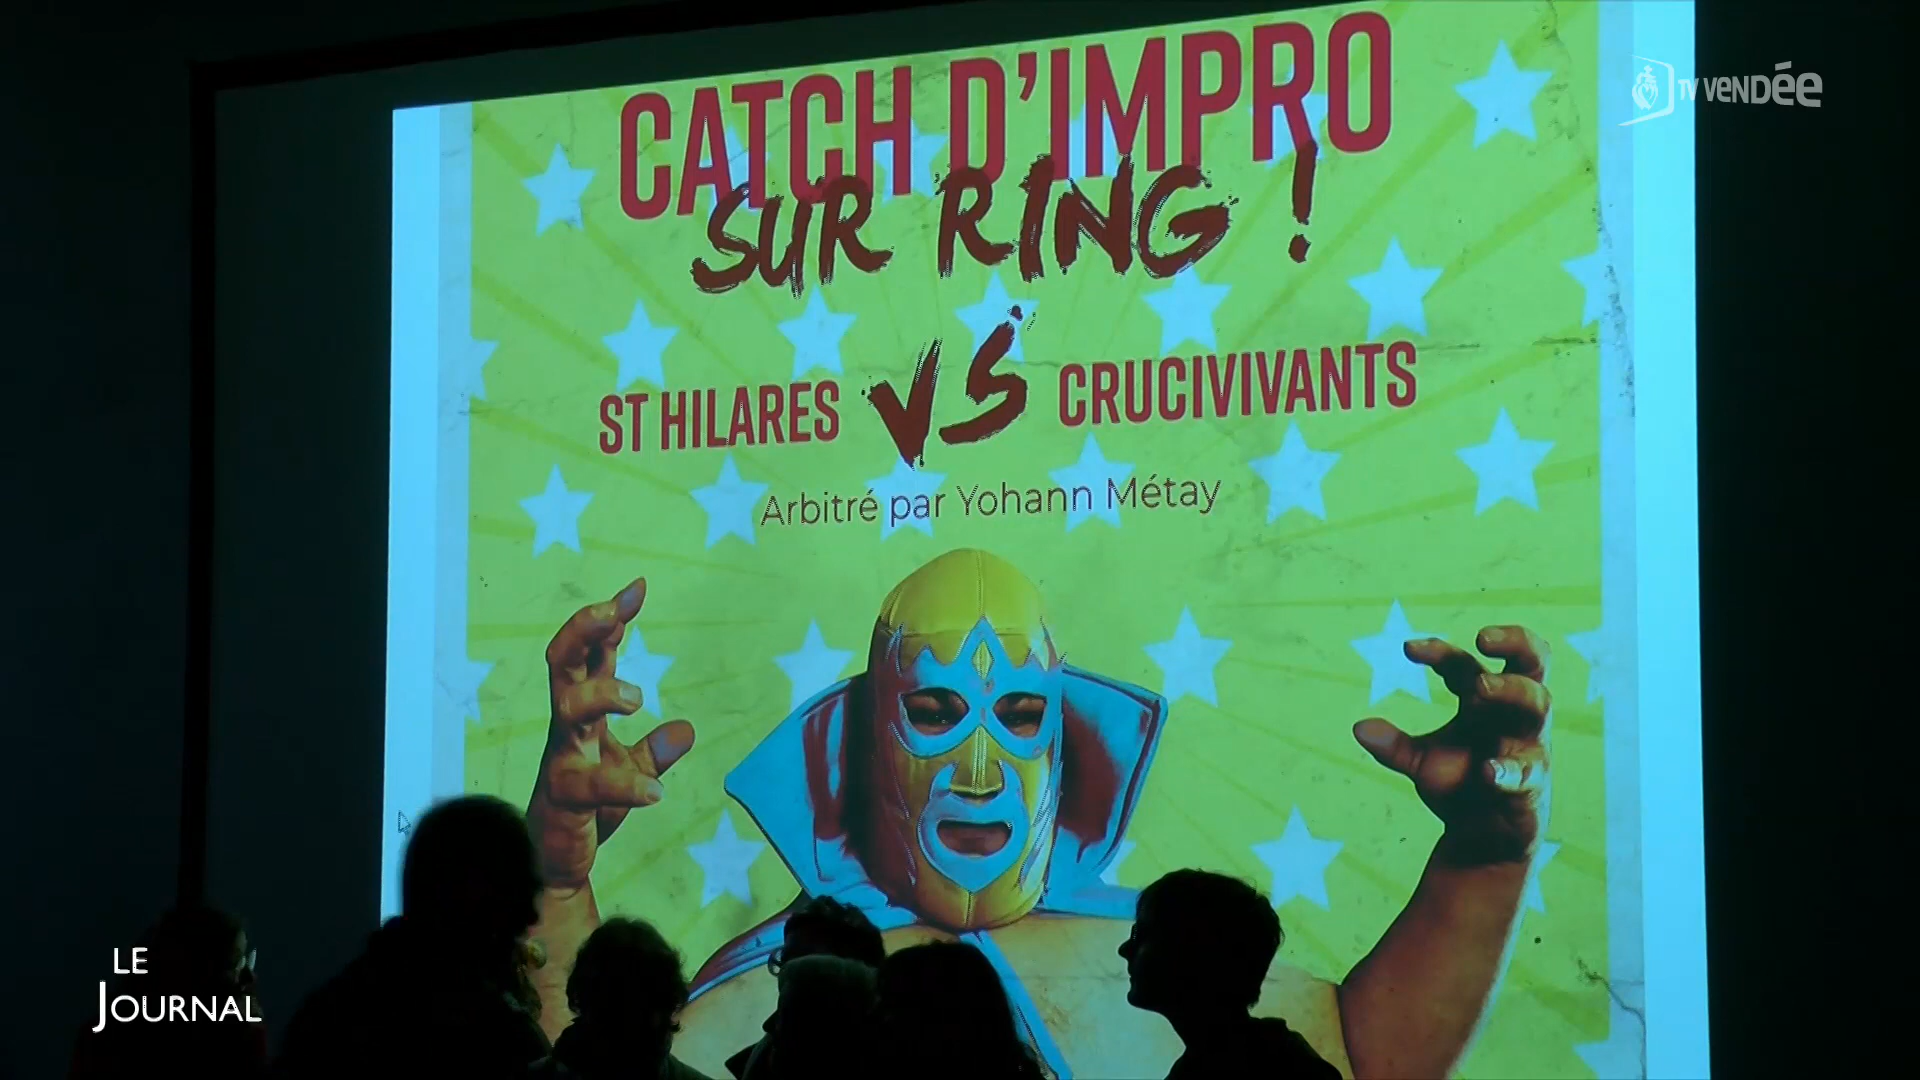 CATCH D'IMPRO
SUR RING !
ST HILARES VS CRUCIVIVANTS
Arbitré par Yohann Métay
TV VENDÉE
LE
JOURNAL